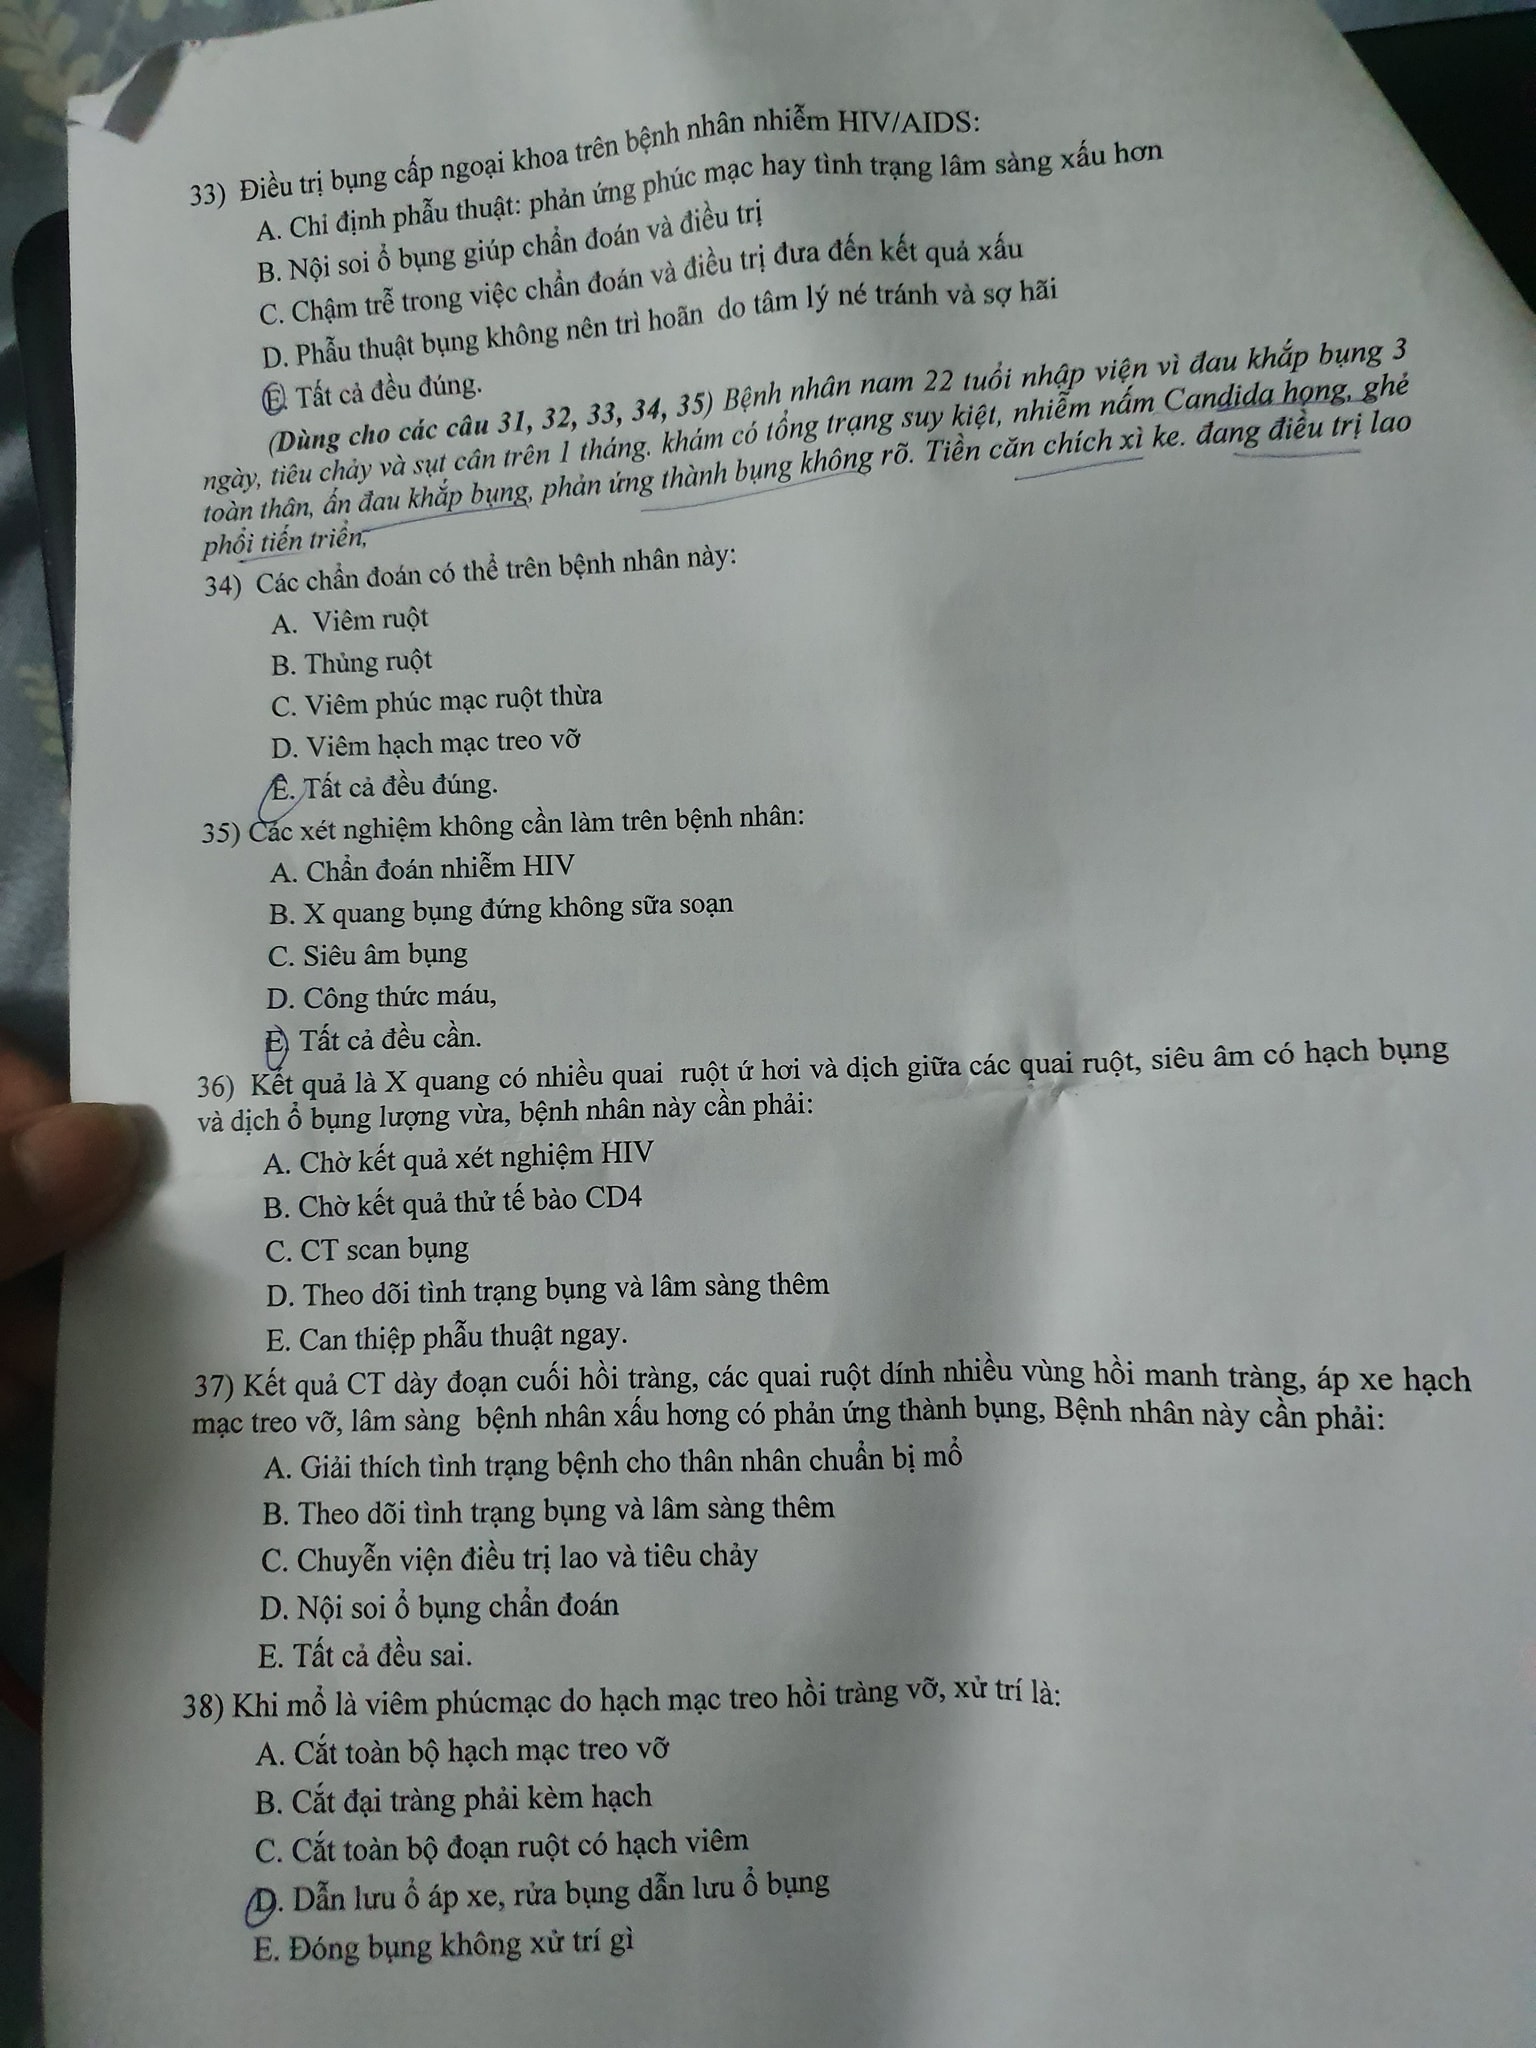 33) Điều trị bụng cấp ngoại khoa trên bệnh nhân nhiễm HIV/AIDS:
A. Chỉ định phẫu thuật: phản ứng phúc mạc hay tình trạng lâm sàng xấu hơn
B. Nội soi ổ bụng giúp chẩn đoán và điều trị
C. Chậm trễ trong việc chẩn đoán và điều trị đưa đến kết quả xấu
D. Phẫu thuật bụng không nên trì hoãn do tâm lý né tránh và sợ hãi
E. Tất cả đều đúng.
(Dùng cho các câu 31, 32, 33, 34, 35) Bệnh nhân nam 22 tuổi nhập viện vì đau khắp bụng 3
ngày, tiêu chảy và sụt cân trên 1 tháng. khám có tổng trạng suy kiệt, nhiễm nấm Candida họng, ghẻ
toàn thân, ấn đau khắp bụng, phản ứng thành bụng không rõ. Tiền căn chích xì ke. đang điều trị lao
phổi tiến triển,
34) Các chẩn đoán có thể trên bệnh nhân này:
A. Viêm ruột
B. Thủng ruột
C. Viêm phúc mạc ruột thừa
D. Viêm hạch mạc treo vỡ
E. Tất cả đều đúng.
35) Các xét nghiệm không cần làm trên bệnh nhân:
A. Chẩn đoán nhiễm HIV
B. X quang bụng đứng không sữa soạn
C. Siêu âm bụng
D. Công thức máu,
E. Tất cả đều cần.
36) Kết quả là X quang có nhiều quai ruột ứ hơi và dịch giữa các quai ruột, siêu âm có hạch bụng
và dịch ổ bụng lượng vừa, bệnh nhân này cần phải:
A. Chờ kết quả xét nghiệm HIV
B. Chờ kết quả thử tế bào CD4
C. CT scan bụng
D. Theo dõi tình trạng bụng và lâm sàng thêm
E. Can thiệp phẫu thuật ngay.
37) Kết quả CT dày đoạn cuối hồi tràng, các quai ruột dính nhiều vùng hồi manh tràng, áp xe hạch
mạc treo vỡ, lâm sàng bệnh nhân xấu hơng có phản ứng thành bụng, Bệnh nhân này cần phải:
A. Giải thích tình trạng bệnh cho thân nhân chuẩn bị mổ
B. Theo dõi tình trạng bụng và lâm sàng thêm
C. Chuyễn viện điều trị lao và tiêu chảy
D. Nội soi ổ bụng chẩn đoán
E. Tất cả đều sai.
38) Khi mổ là viêm phúcmạc do hạch mạc treo hồi tràng vỡ, xử trí là:
A. Cắt toàn bộ hạch mạc treo vỡ
B. Cắt đại tràng phải kèm hạch
C. Cắt toàn bộ đoạn ruột có hạch viêm
D. Dẫn lưu ổ áp xe, rửa bụng dẫn lưu ổ bụng
E. Đóng bụng không xử trí gì